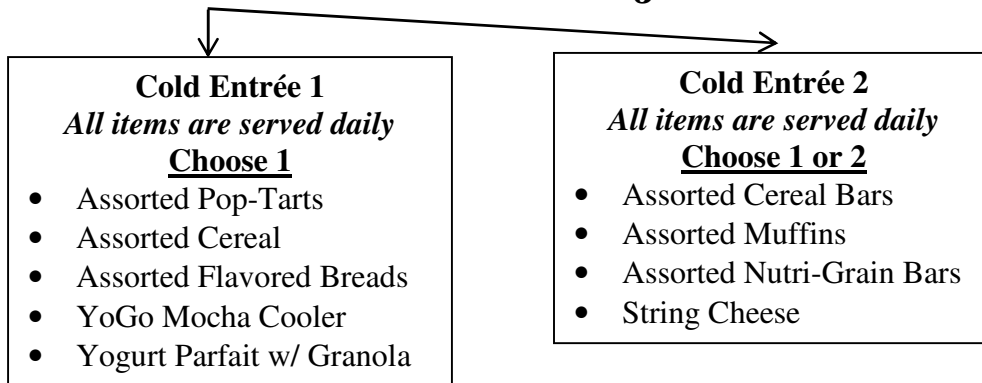 Cold Entrée 1
All items are served daily
Choose 1
• Assorted Pop-Tarts
• Assorted Cereal
• Assorted Flavored Breads
• YoGo Mocha Cooler
• Yogurt Parfait w/ Granola
Cold Entrée 2
All items are served daily
Choose 1 or 2
• Assorted Cereal Bars
• Assorted Muffins
• Assorted Nutri-Grain Bars
• String Cheese